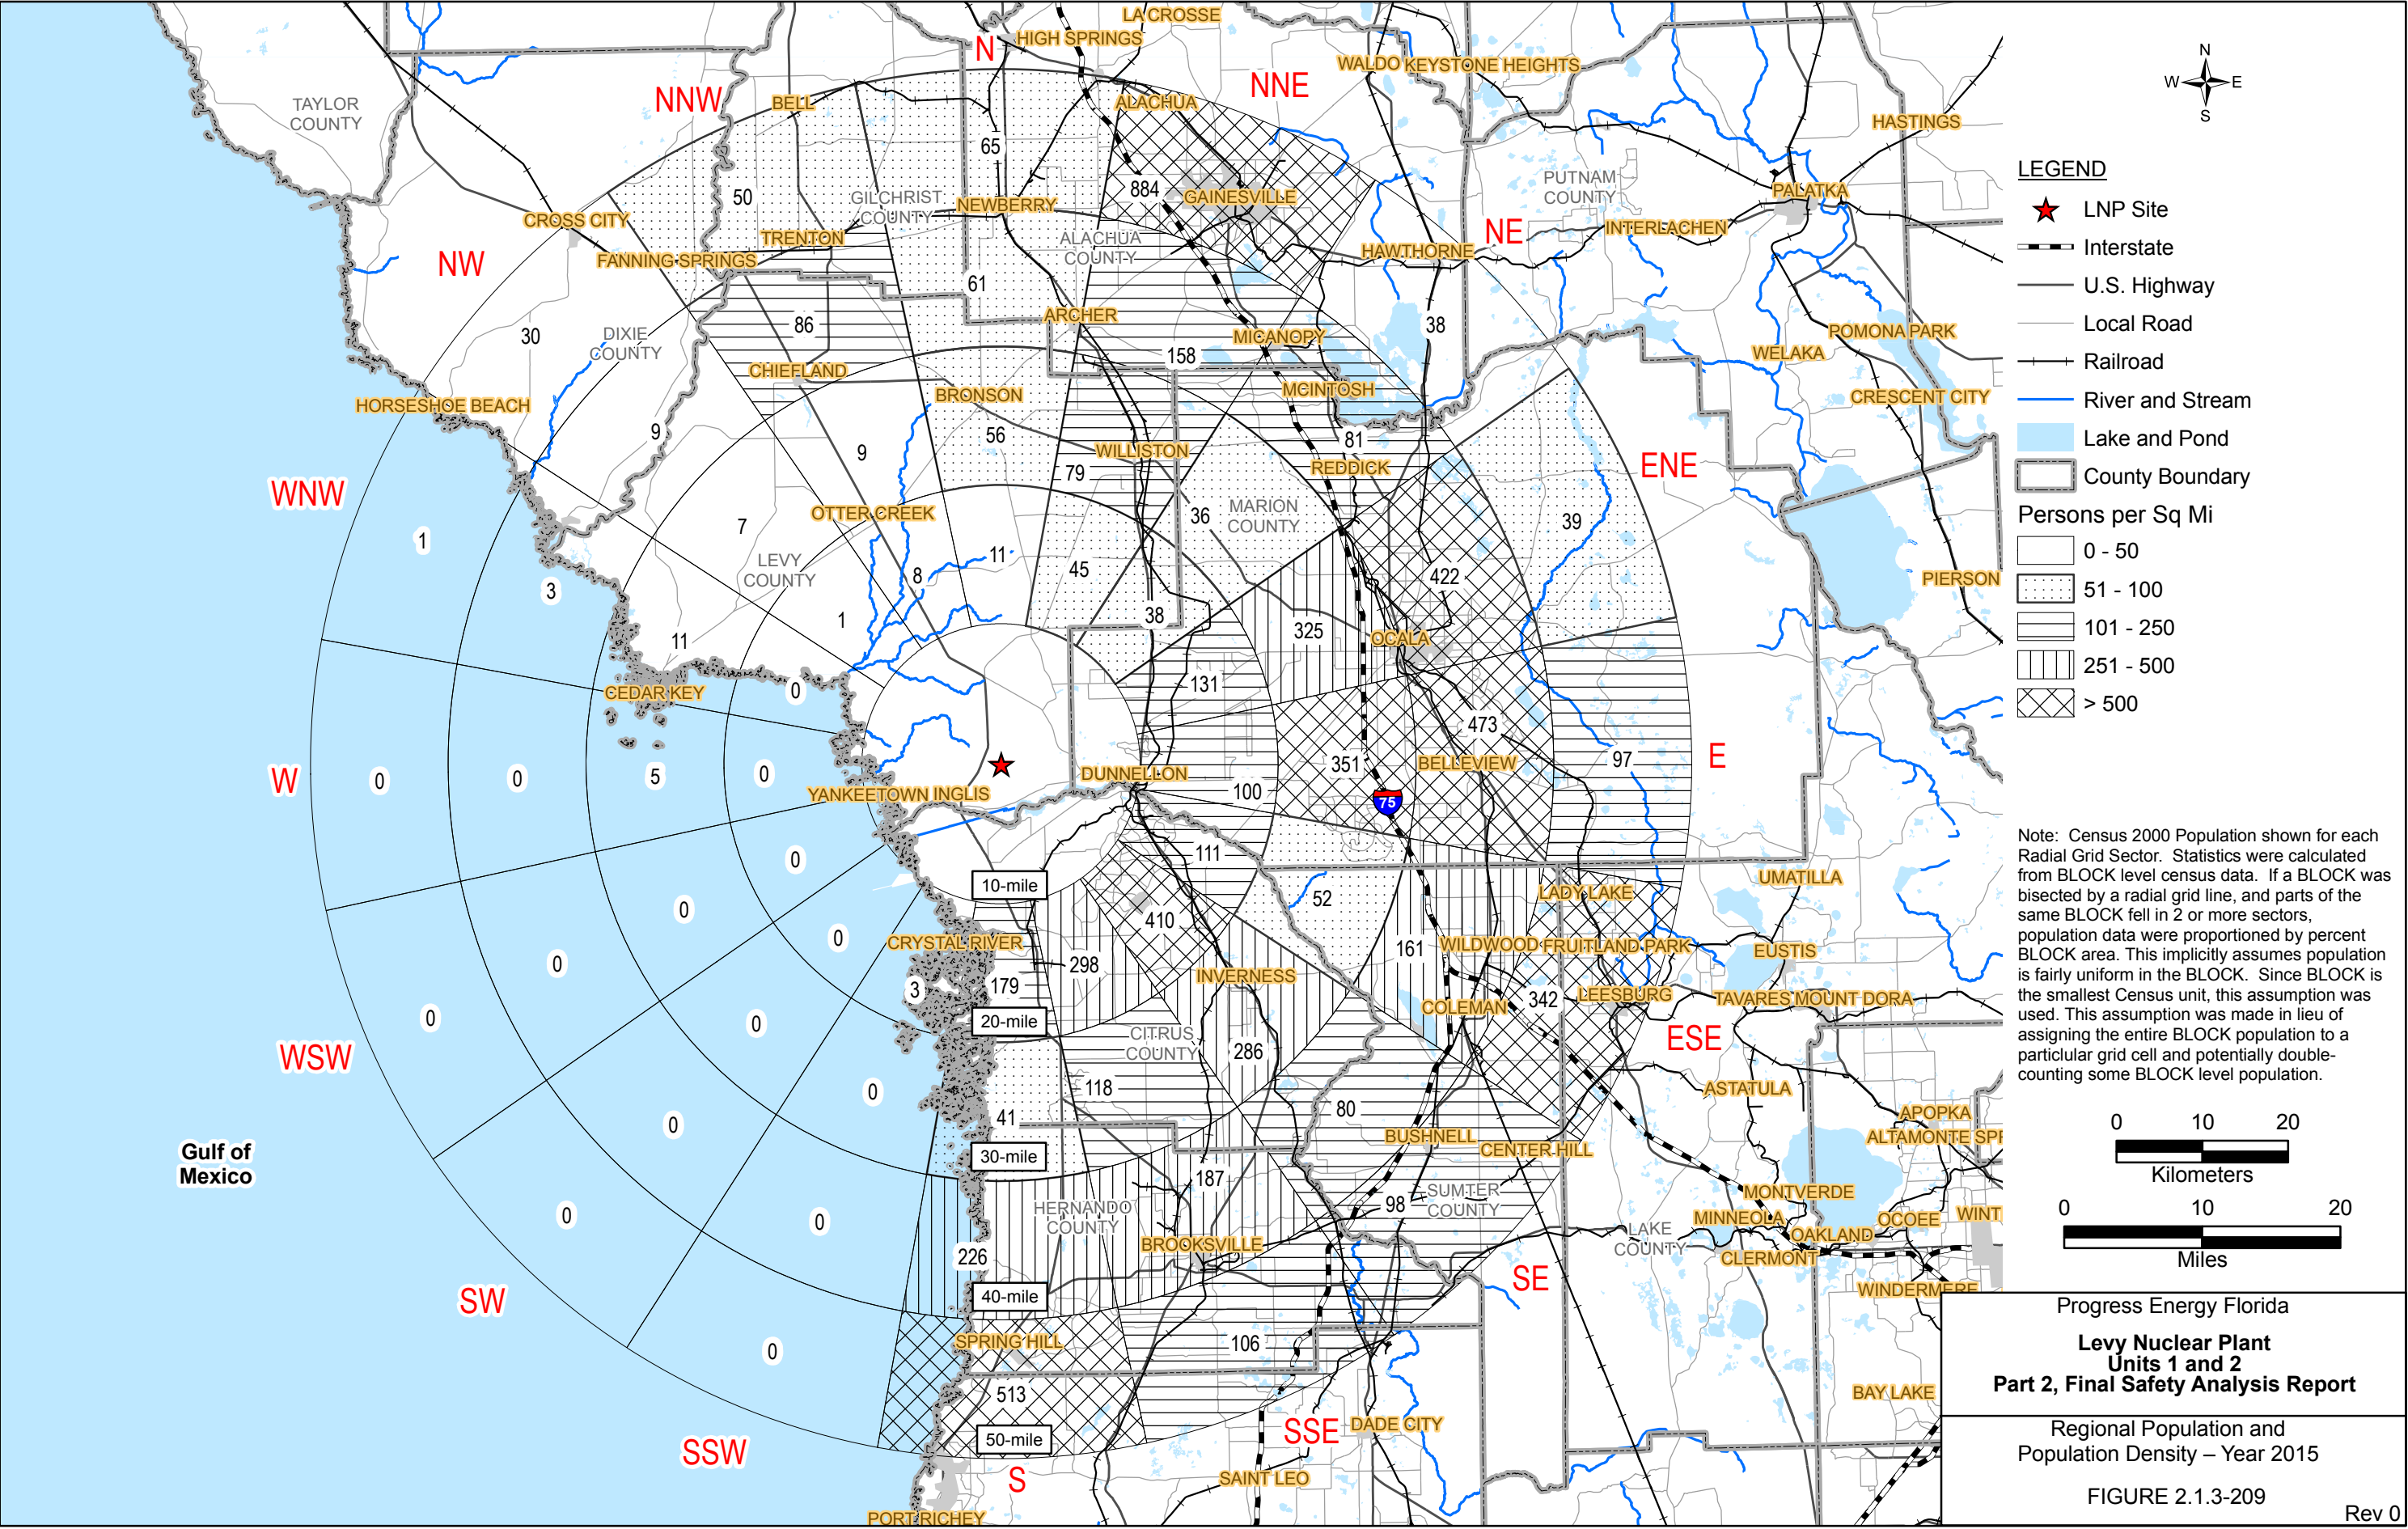 LA CROSSE
HIGH SPRINGS
N
WALDO KEYSTONE HEIGHTS
NNE
NNW
BELL
ALACHUA
TAYLOR
COUNTY
HASTINGS
65
PUTNAM
COUNTY
884
GAINESVILLE
PALATKA
50
GILCHRIST
COUNTY
NEWBERRY
CROSS CITY
INTERLACHEN
NE
TRENTON
ALACHUA
COUNTY
HAWTHORNE
FANNING SPRINGS
NW
61
ARCHER
86
38
30
DIXIE
COUNTY
MICANOPY
POMONA PARK
158
WELAKA
CHIEFLAND
MCINTOSH
BRONSON
CRESCENT CITY
HORSESHOE BEACH
9
56
81
9
WILLISTON
79
REDDICK
ENE
WNW
OTTER CREEK
36
MARION
COUNTY
39
7
1
11
LEVY
COUNTY
8
45
422
PIERSON
3
38
1
325
11
OCALA
131
CEDAR KEY
0
473
W
0
0
5
0
351
BELLEVIEW
97
E
DUNNELLON
YANKEETOWN INGLIS
100
75
0
111
10-mile
UMATILLA
LADY LAKE
52
0
410
0
CRYSTAL RIVER
161
WILDWOOD FRUITLAND PARK
EUSTIS
0
298
INVERNESS
3
179
342
LEESBURG
COLEMAN
TAVARES MOUNT DORA
0
0
20-mile
CITRUS
COUNTY
286
ESE
WSW
118
ASTATULA
0
41
80
0
APOPKA
BUSHNELL
ALTAMONTE SPR
CENTER HILL
Gulf of
Mexico
30-mile
187
MONTVERDE
98
SUMTER
COUNTY
0
0
HERNANDO
COUNTY
MINNEOLA
OCOEE
WINT
OAKLAND
LAKE
COUNTY
BROOKSVILLE
226
CLERMONT
SE
WINDERMERE
SW
40-mile
SPRING HILL
106
0
513
BAY LAKE
50-mile
SSE
DADE CITY
SSW
S
SAINT LEO
PORT RICHEY
N
W
E
S
LEGEND
LNP Site
Interstate
U.S. Highway
Local Road
Railroad
River and Stream
Lake and Pond
County Boundary
Persons per Sq Mi
0 - 50
51 - 100
101 - 250
251 - 500
> 500
Note: Census 2000 Population shown for each
Radial Grid Sector. Statistics were calculated
from BLOCK level census data. If a BLOCK was
bisected by a radial grid line, and parts of the
same BLOCK fell in 2 or more sectors,
population data were proportioned by percent
BLOCK area. This implicitly assumes population
is fairly uniform in the BLOCK. Since BLOCK is
the smallest Census unit, this assumption was
used. This assumption was made in lieu of
assigning the entire BLOCK population to a
particlular grid cell and potentially double-
counting some BLOCK level population.
0 10 20
Kilometers
0 10 20
Miles
Progress Energy Florida
Levy Nuclear Plant
Units 1 and 2
Part 2, Final Safety Analysis Report
Regional Population and
Population Density – Year 2015
FIGURE 2.1.3-209
Rev 0